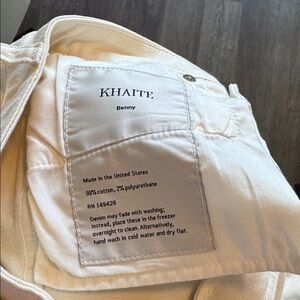 KHAITE
Benny
Made in the United States
98% cotton, 2% polyurethane
RN 149428
Denim may fade with washing;
instead, place these in the freezer
overnight to clean. Alternatively,
hand wash in cold water and dry flat.